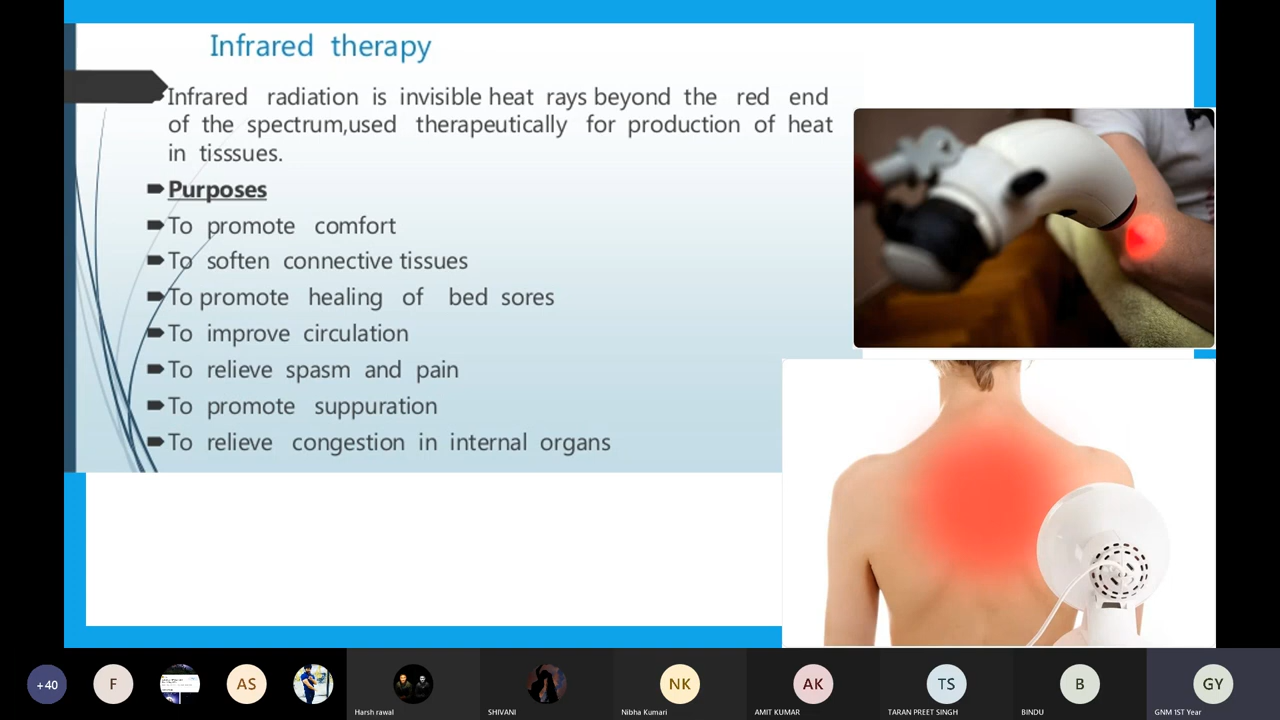 Infrared therapy
Infrared radiation is invisible heat rays beyond the red end
of the spectrum,used therapeutically for production of heat
in tisssues.
Purposes
To promote comfort
To soften connective tissues
To promote healing of bed sores
To improve circulation
To relieve spasm and pain
To promote suppuration
To relieve congestion in internal organs
+40
F
AS
NK
AK
TS
B
GY
Harsh rawal
SHIVANI
Nibha Kumari
AMIT KUMAR
TARAN PREET SINGH
BINDU
GNM 1ST Year